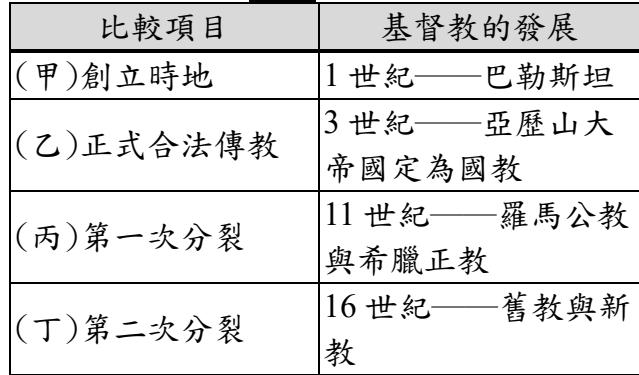 比較項目
基督教的發展
(甲)創立時地
1 世紀──巴勒斯坦
(乙)正式合法傳教
3 世紀──亞歷山大
帝國定為國教
(丙)第一次分裂
11 世紀──羅馬公教
與希臘正教
(丁)第二次分裂
16 世紀──舊教與新
教